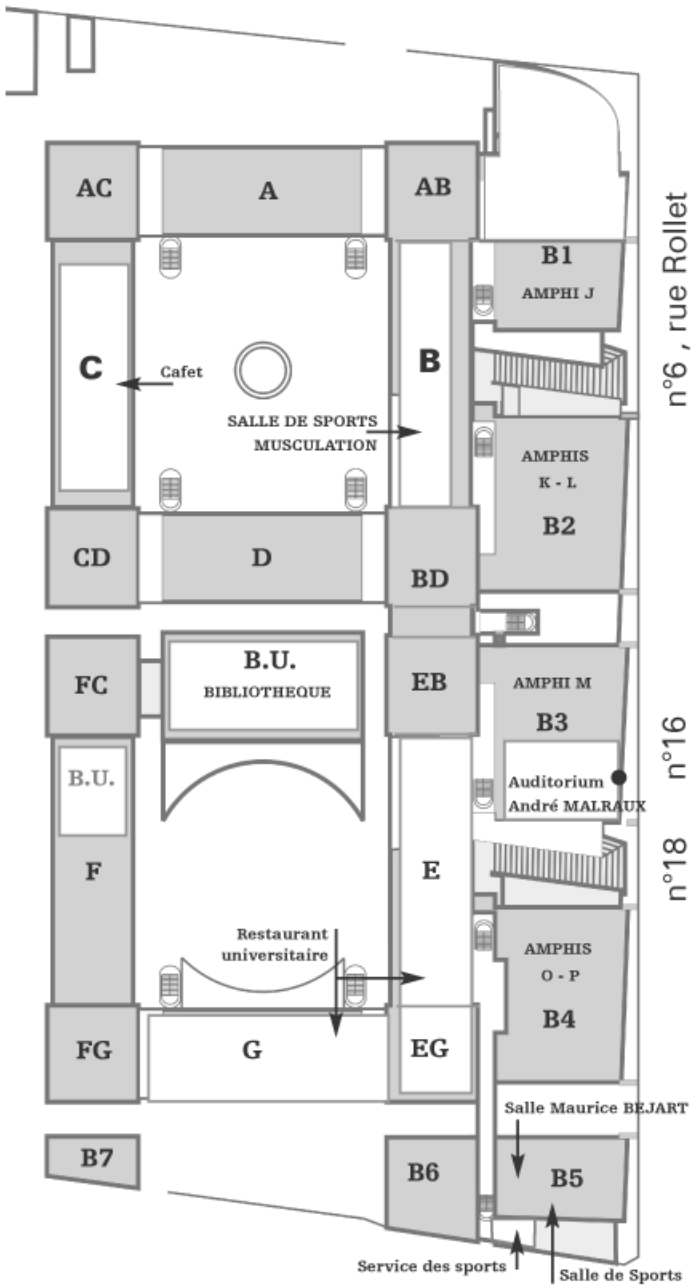 AC
A
AB
B1
AMPHI J
n°6 , rue Rollet
C
Cafet
B
SALLE DE SPORTS
MUSCULATION
AMPHIS
K - L
B2
CD
D
BD
FC
B.U.
BIBLIOTHEQUE
EB
AMPHI M
B3
n°16
B.U.
Auditorium
André MALRAUX
n°18
F
E
Restaurant
universitaire
AMPHIS
O - P
B4
FG
G
EG
Salle Maurice BEJART
B7
B6
B5
Service des sports
Salle de Sports